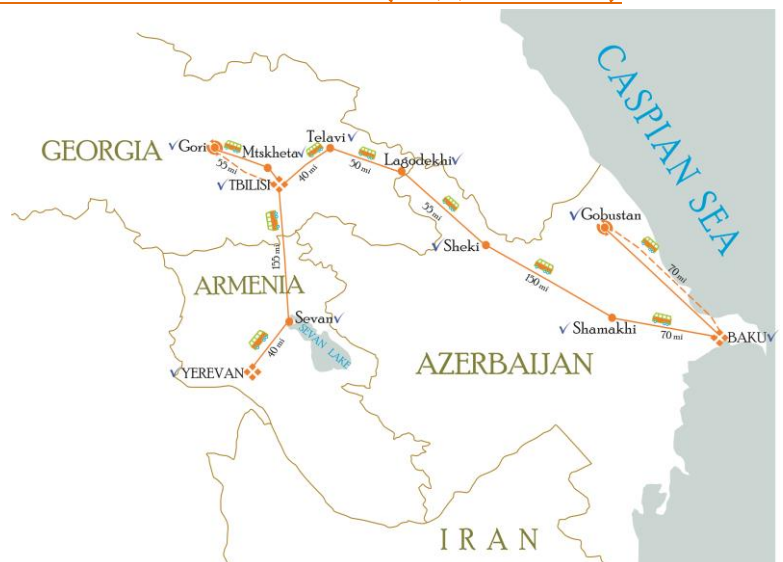 CASPIAN SEA
GEORGIA
Gori
Mtskheta
Telavi
Lagodekhi
55 mi
TBILISI
40 mi
50 mi
55 mi
Gobustan
Sheki
155 mi
70 mi
ARMENIA
150 mi
Sevan
SEVAN LAKE
Shamakhi
70 mi
BAKU
40 mi
YEREVAN
AZERBAIJAN
IRAN